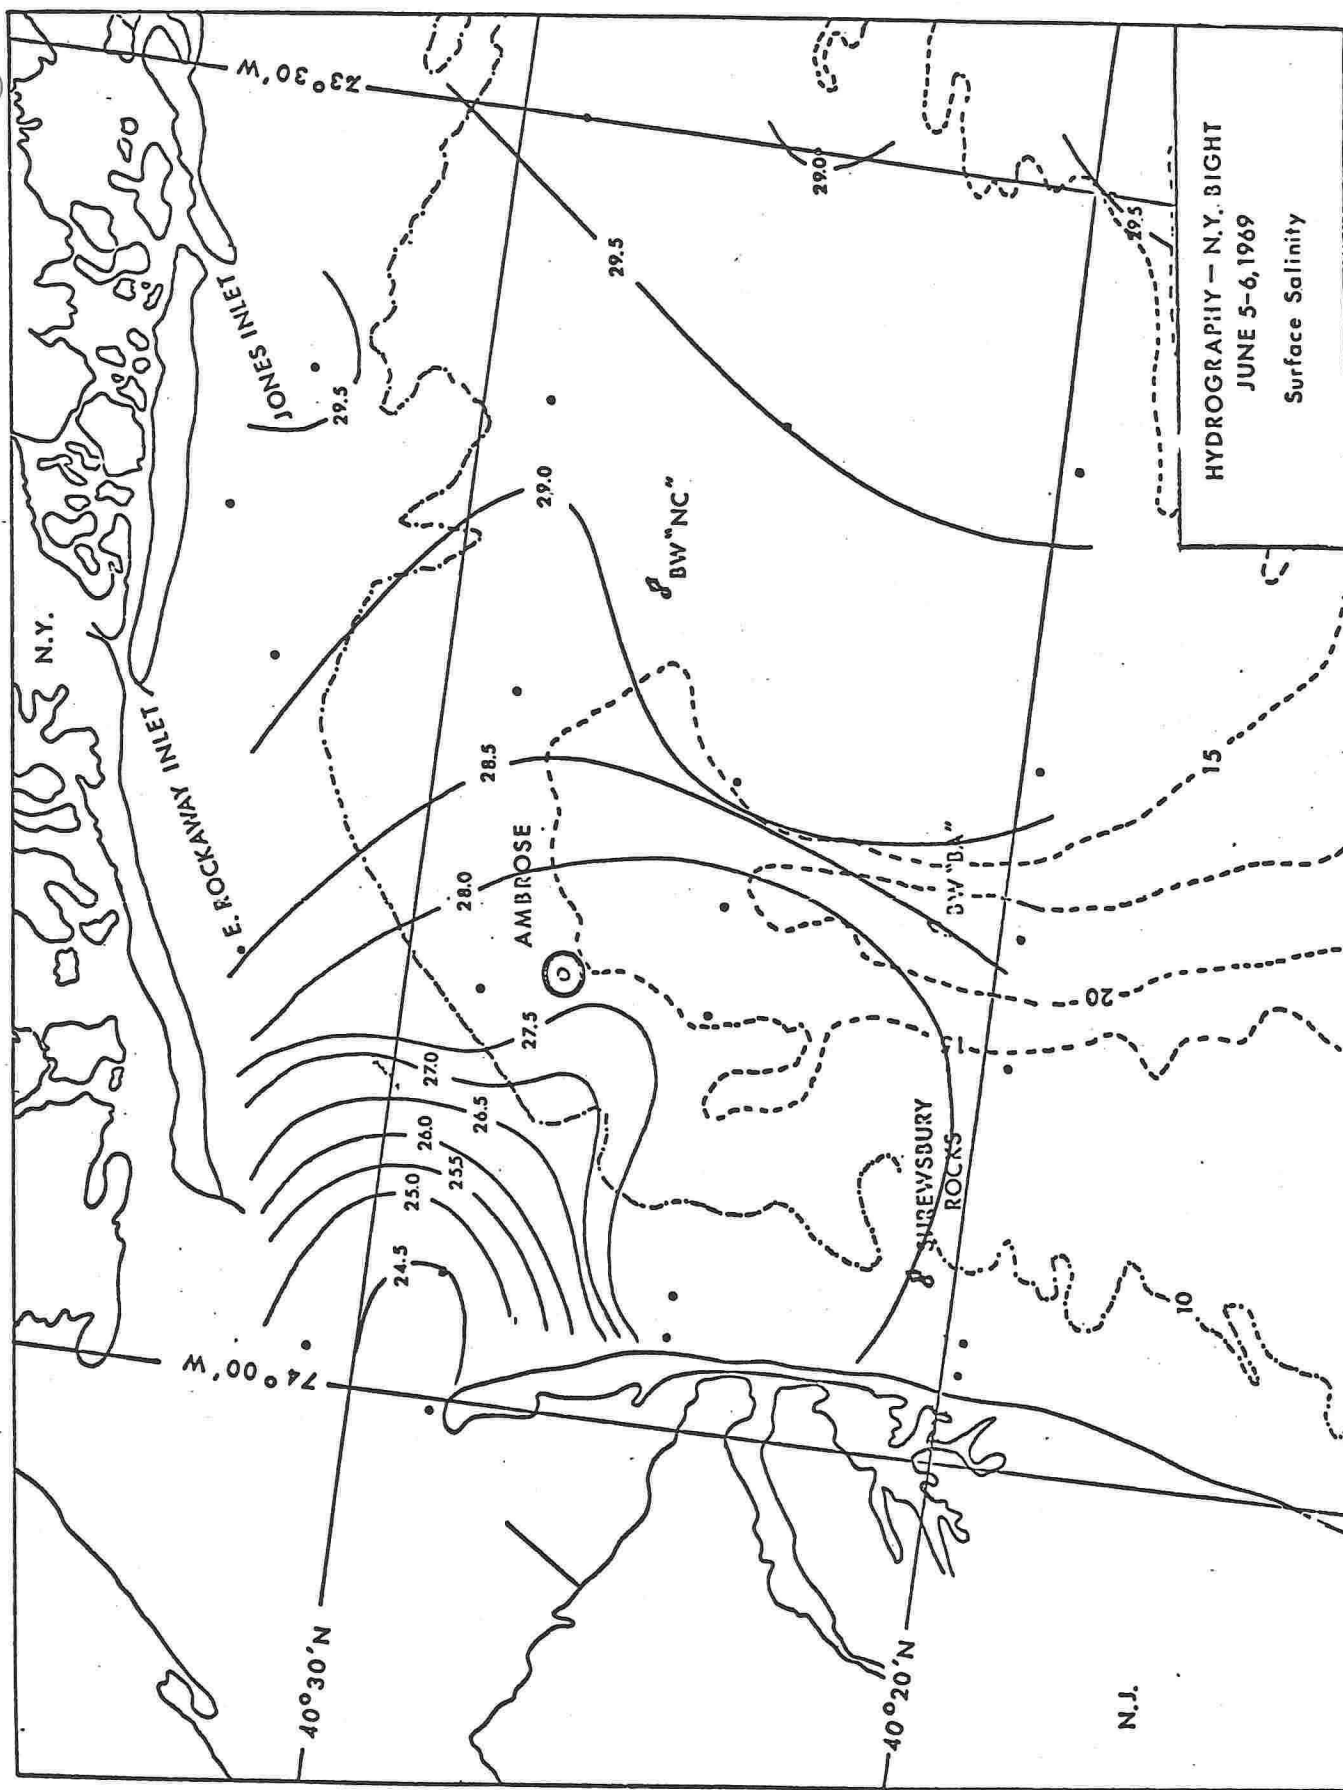 HYDROGRAPHY — N.Y. BIGHT
JUNE 5-6, 1969
Surface Salinity
N.Y.
E. ROCKAWAY INLET
JONES INLET
73°30'W
74°00'W
40°30'N
40°20'N
N.J.
AMBROSE
BW "NC"
BW "BA"
SHREWSBURY
ROCKS
24.5
25.0
25.5
26.0
26.5
27.0
27.5
28.0
28.5
29.0
29.5
29.5
29.0
29.5
10
15
20
15